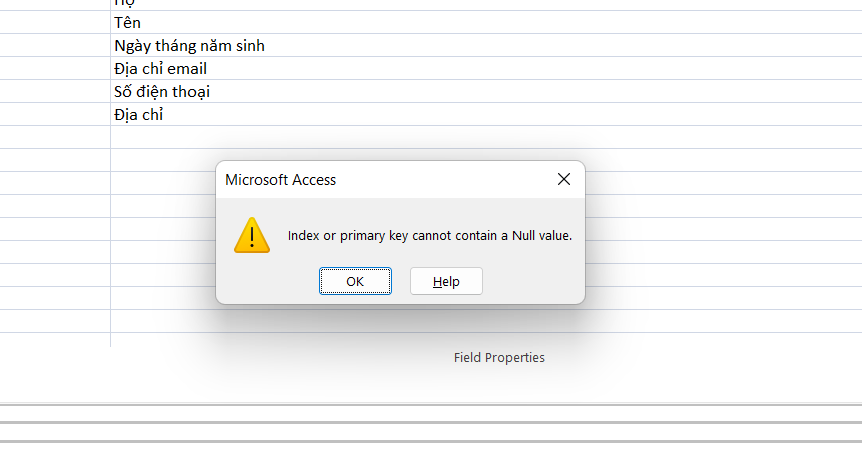 Họ
Tên
Ngày tháng năm sinh
Địa chỉ email
Số điện thoại
Địa chỉ
Microsoft Access
Index or primary key cannot contain a Null value.
OK
Help
Field Properties